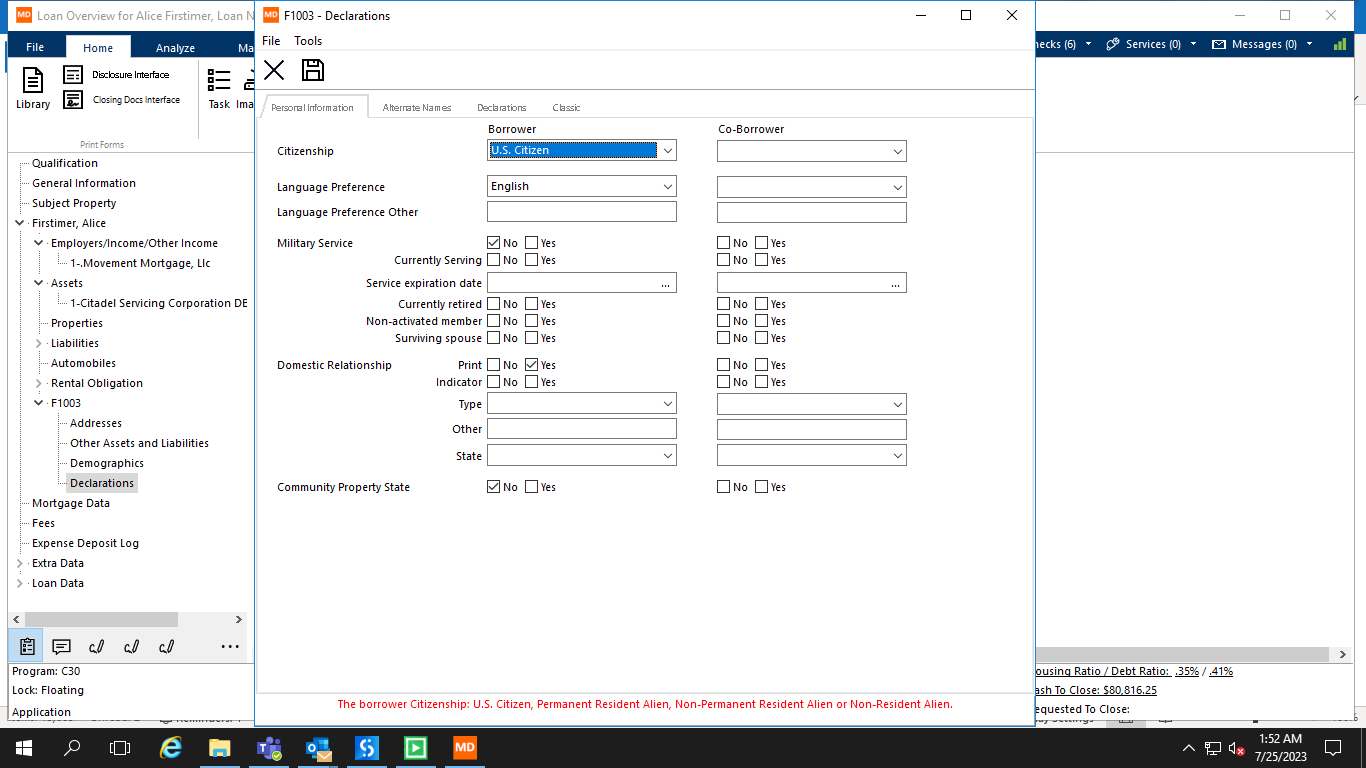 MD Loan Overview for Alice Firstimer, Loan N
MD F1003 - Declarations
File Tools
File Home Analyze Ma
hecks (6) Services (0) Messages (0)
Library
Disclosure Interface
Closing Docs Interface
Task Ima
Print Forms
Personal Information Alternate Names Declarations Classic
Borrower Co-Borrower
Citizenship U.S. Citizen
Language Preference English
Language Preference Other
Military Service No Yes No Yes
Currently Serving No Yes No Yes
Service expiration date ... ...
Currently retired No Yes No Yes
Non-activated member No Yes No Yes
Surviving spouse No Yes No Yes
Domestic Relationship Print No Yes No Yes
Indicator No Yes No Yes
Type
Other
State
Community Property State No Yes No Yes
Qualification
General Information
Subject Property
Firstimer, Alice
Employers/Income/Other Income
1-.Movement Mortgage, Llc
Assets
1-Citadel Servicing Corporation DE
Properties
Liabilities
Automobiles
Rental Obligation
F1003
Addresses
Other Assets and Liabilities
Demographics
Declarations
Mortgage Data
Fees
Expense Deposit Log
Extra Data
Loan Data
Program: C30
Lock: Floating
Application
ousing Ratio / Debt Ratio: .35% / .41%
ash To Close: $80,816.25
equested To Close:
The borrower Citizenship: U.S. Citizen, Permanent Resident Alien, Non-Permanent Resident Alien or Non-Resident Alien.
MD
1:52 AM
7/25/2023